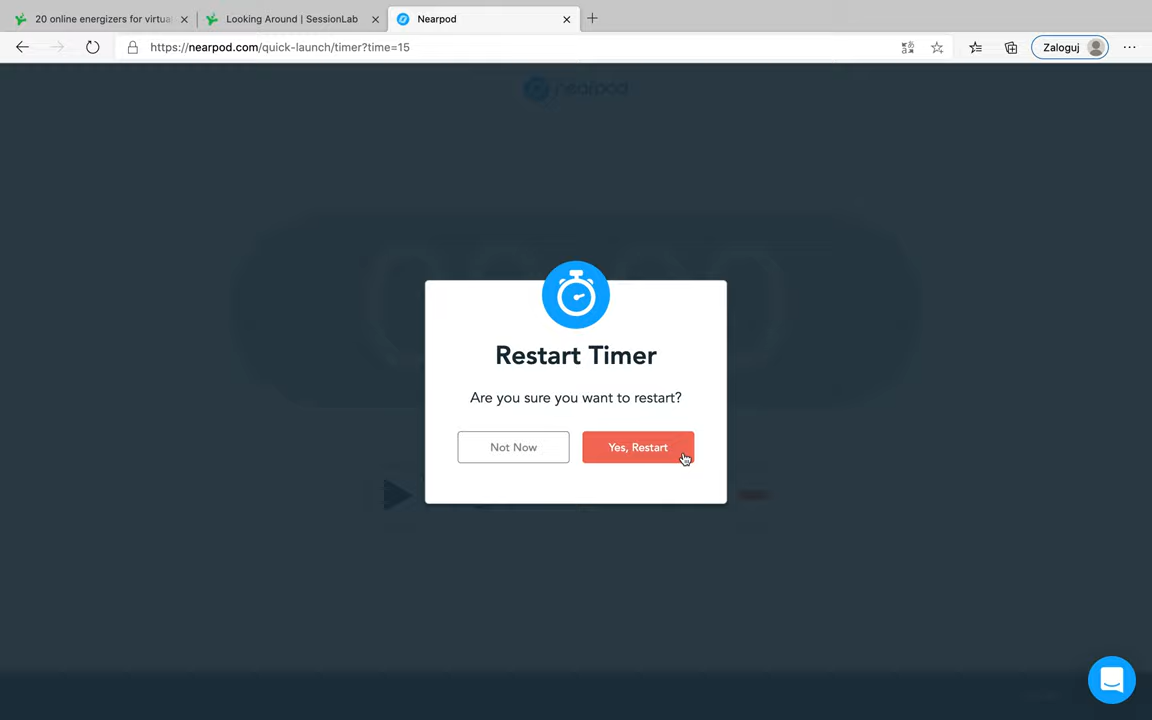 20 online energizers for virtua
Looking Around | SessionLab
Nearpod
https://nearpod.com/quick-launch/timer?time=15
Zaloguj
nearpod
Restart Timer
Are you sure you want to restart?
Not Now
Yes, Restart